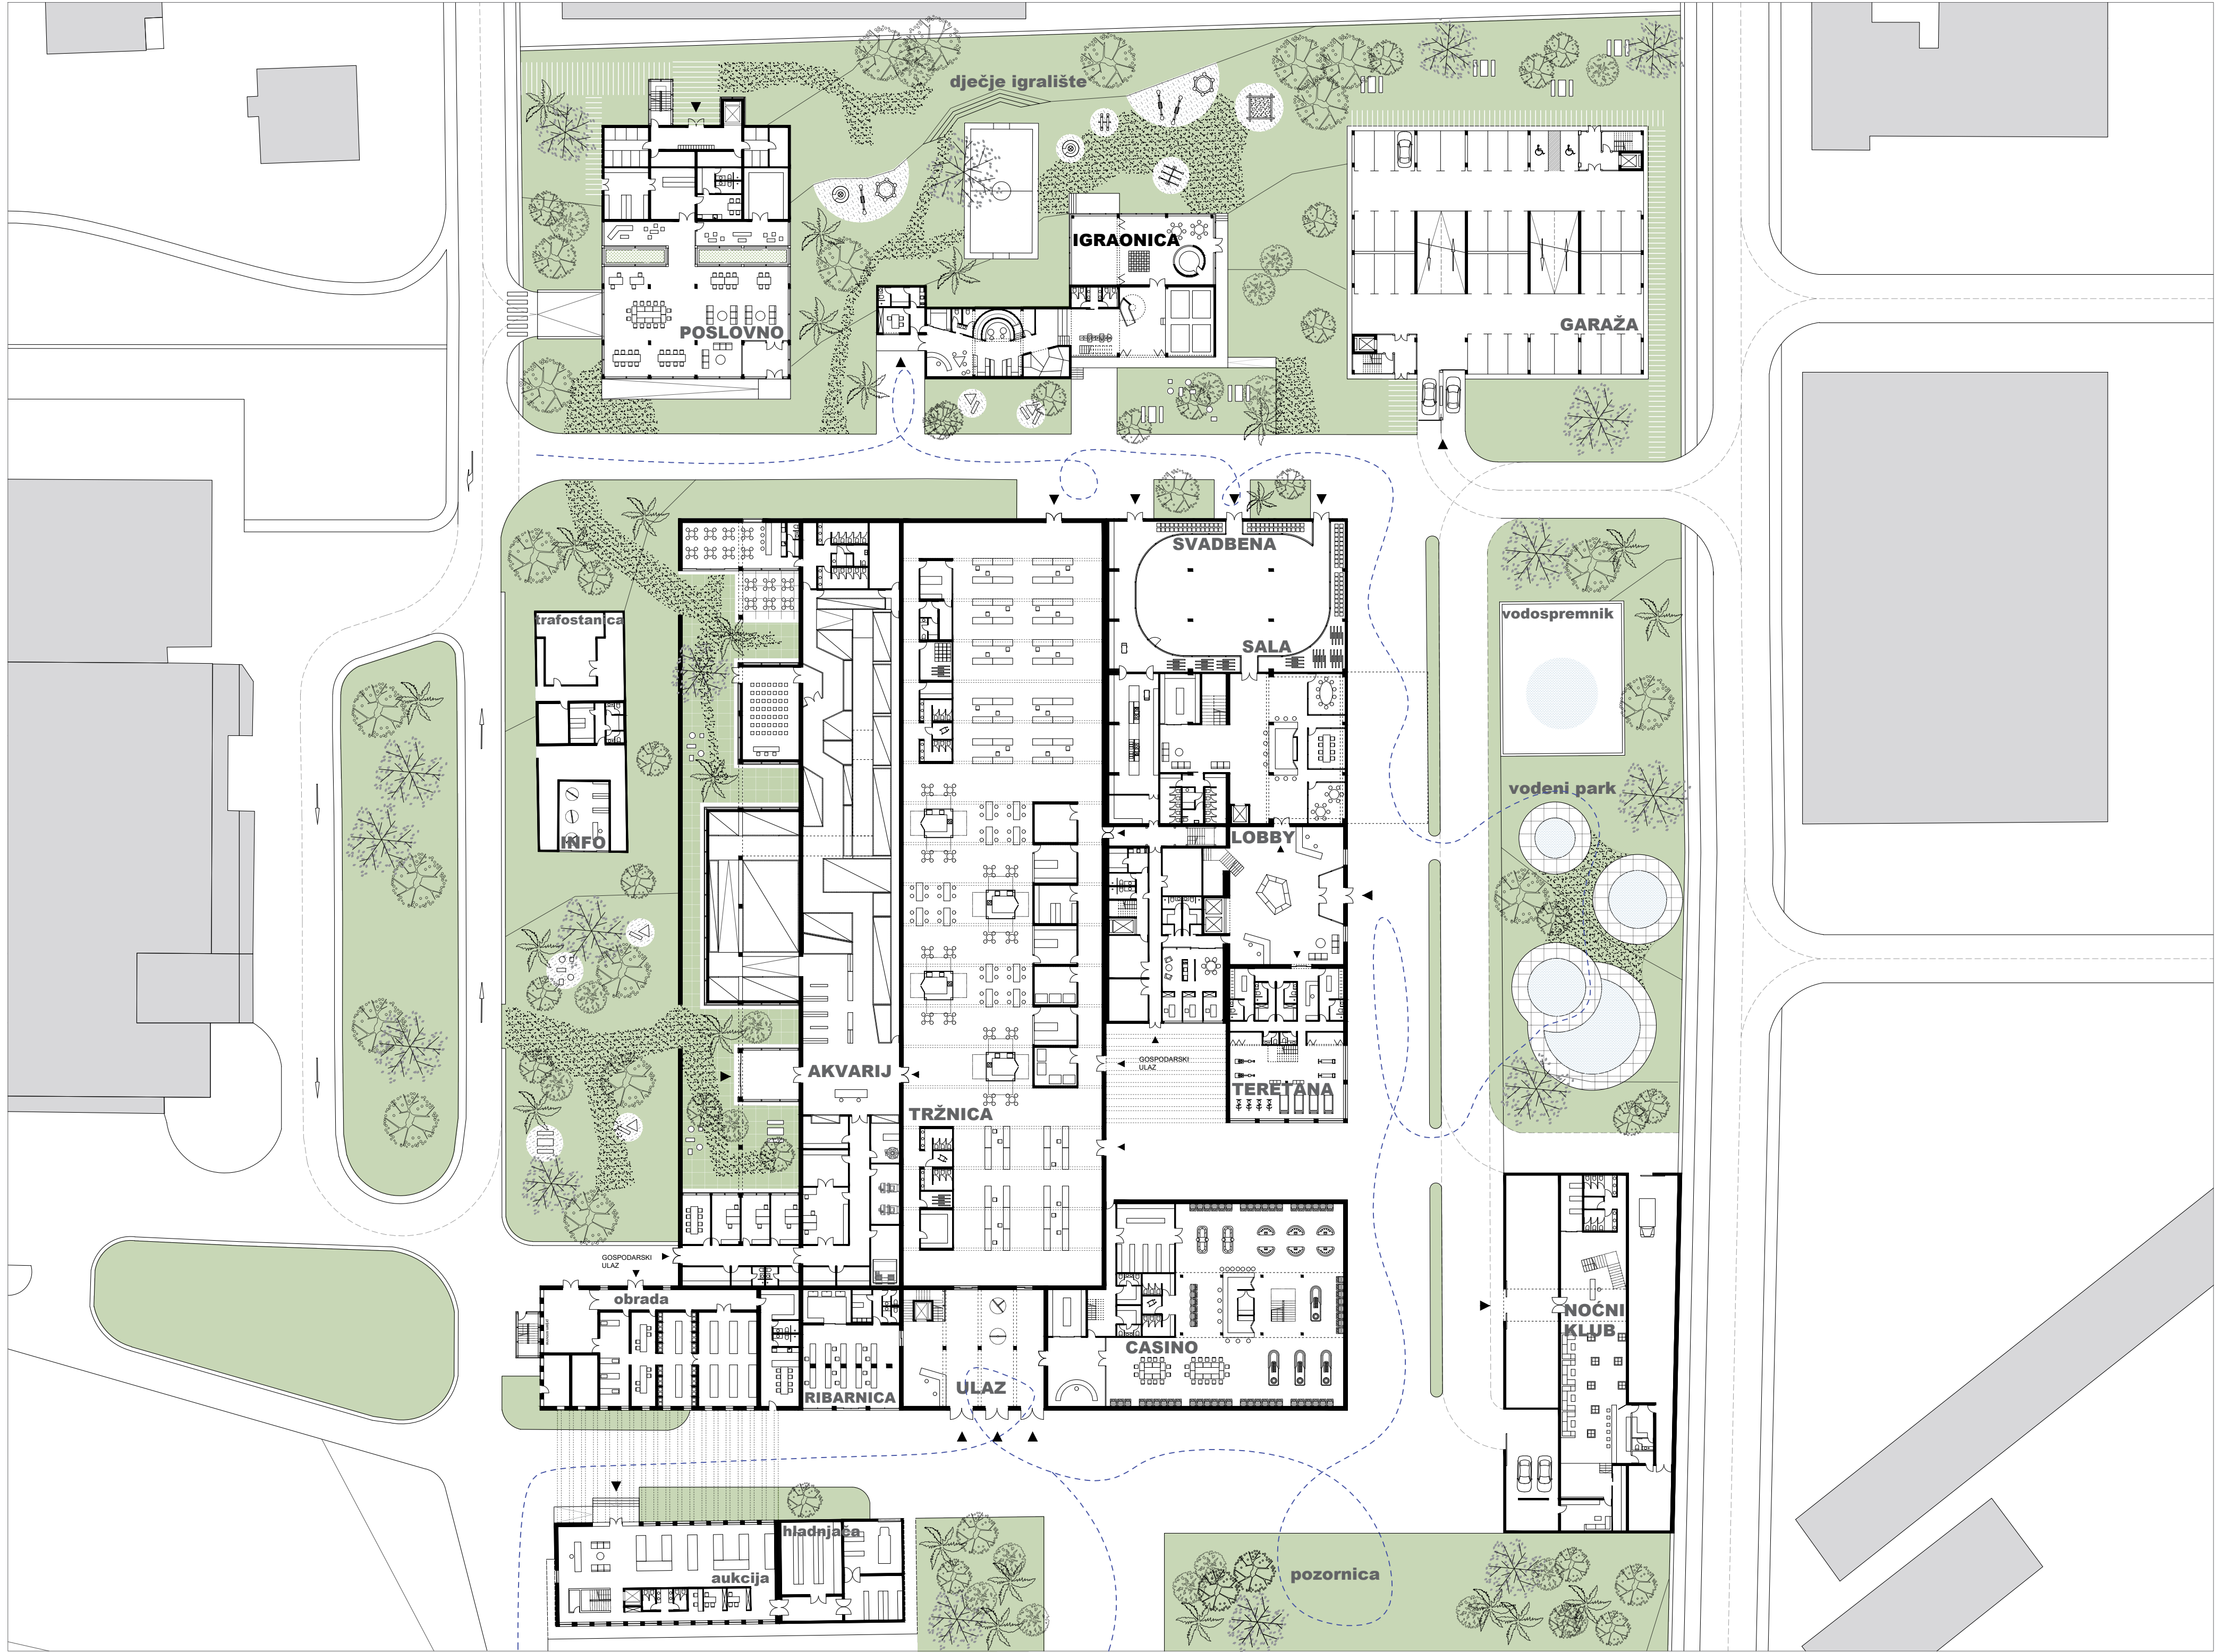 dječje igralište
IGRAONICA
POSLOVNO
GARAŽA
SVADBENA
SALA
trafostanica
vodospremnik
INFO
LOBBY
vodeni park
AKVARIJ
TRŽNICA
GOSPODARSKI
ULAZ
TERETANA
GOSPODARSKI
ULAZ
obrada
NOĆNI
KLUB
CASINO
RIBARNICA
ULAZ
hladnjača
aukcija
pozornica